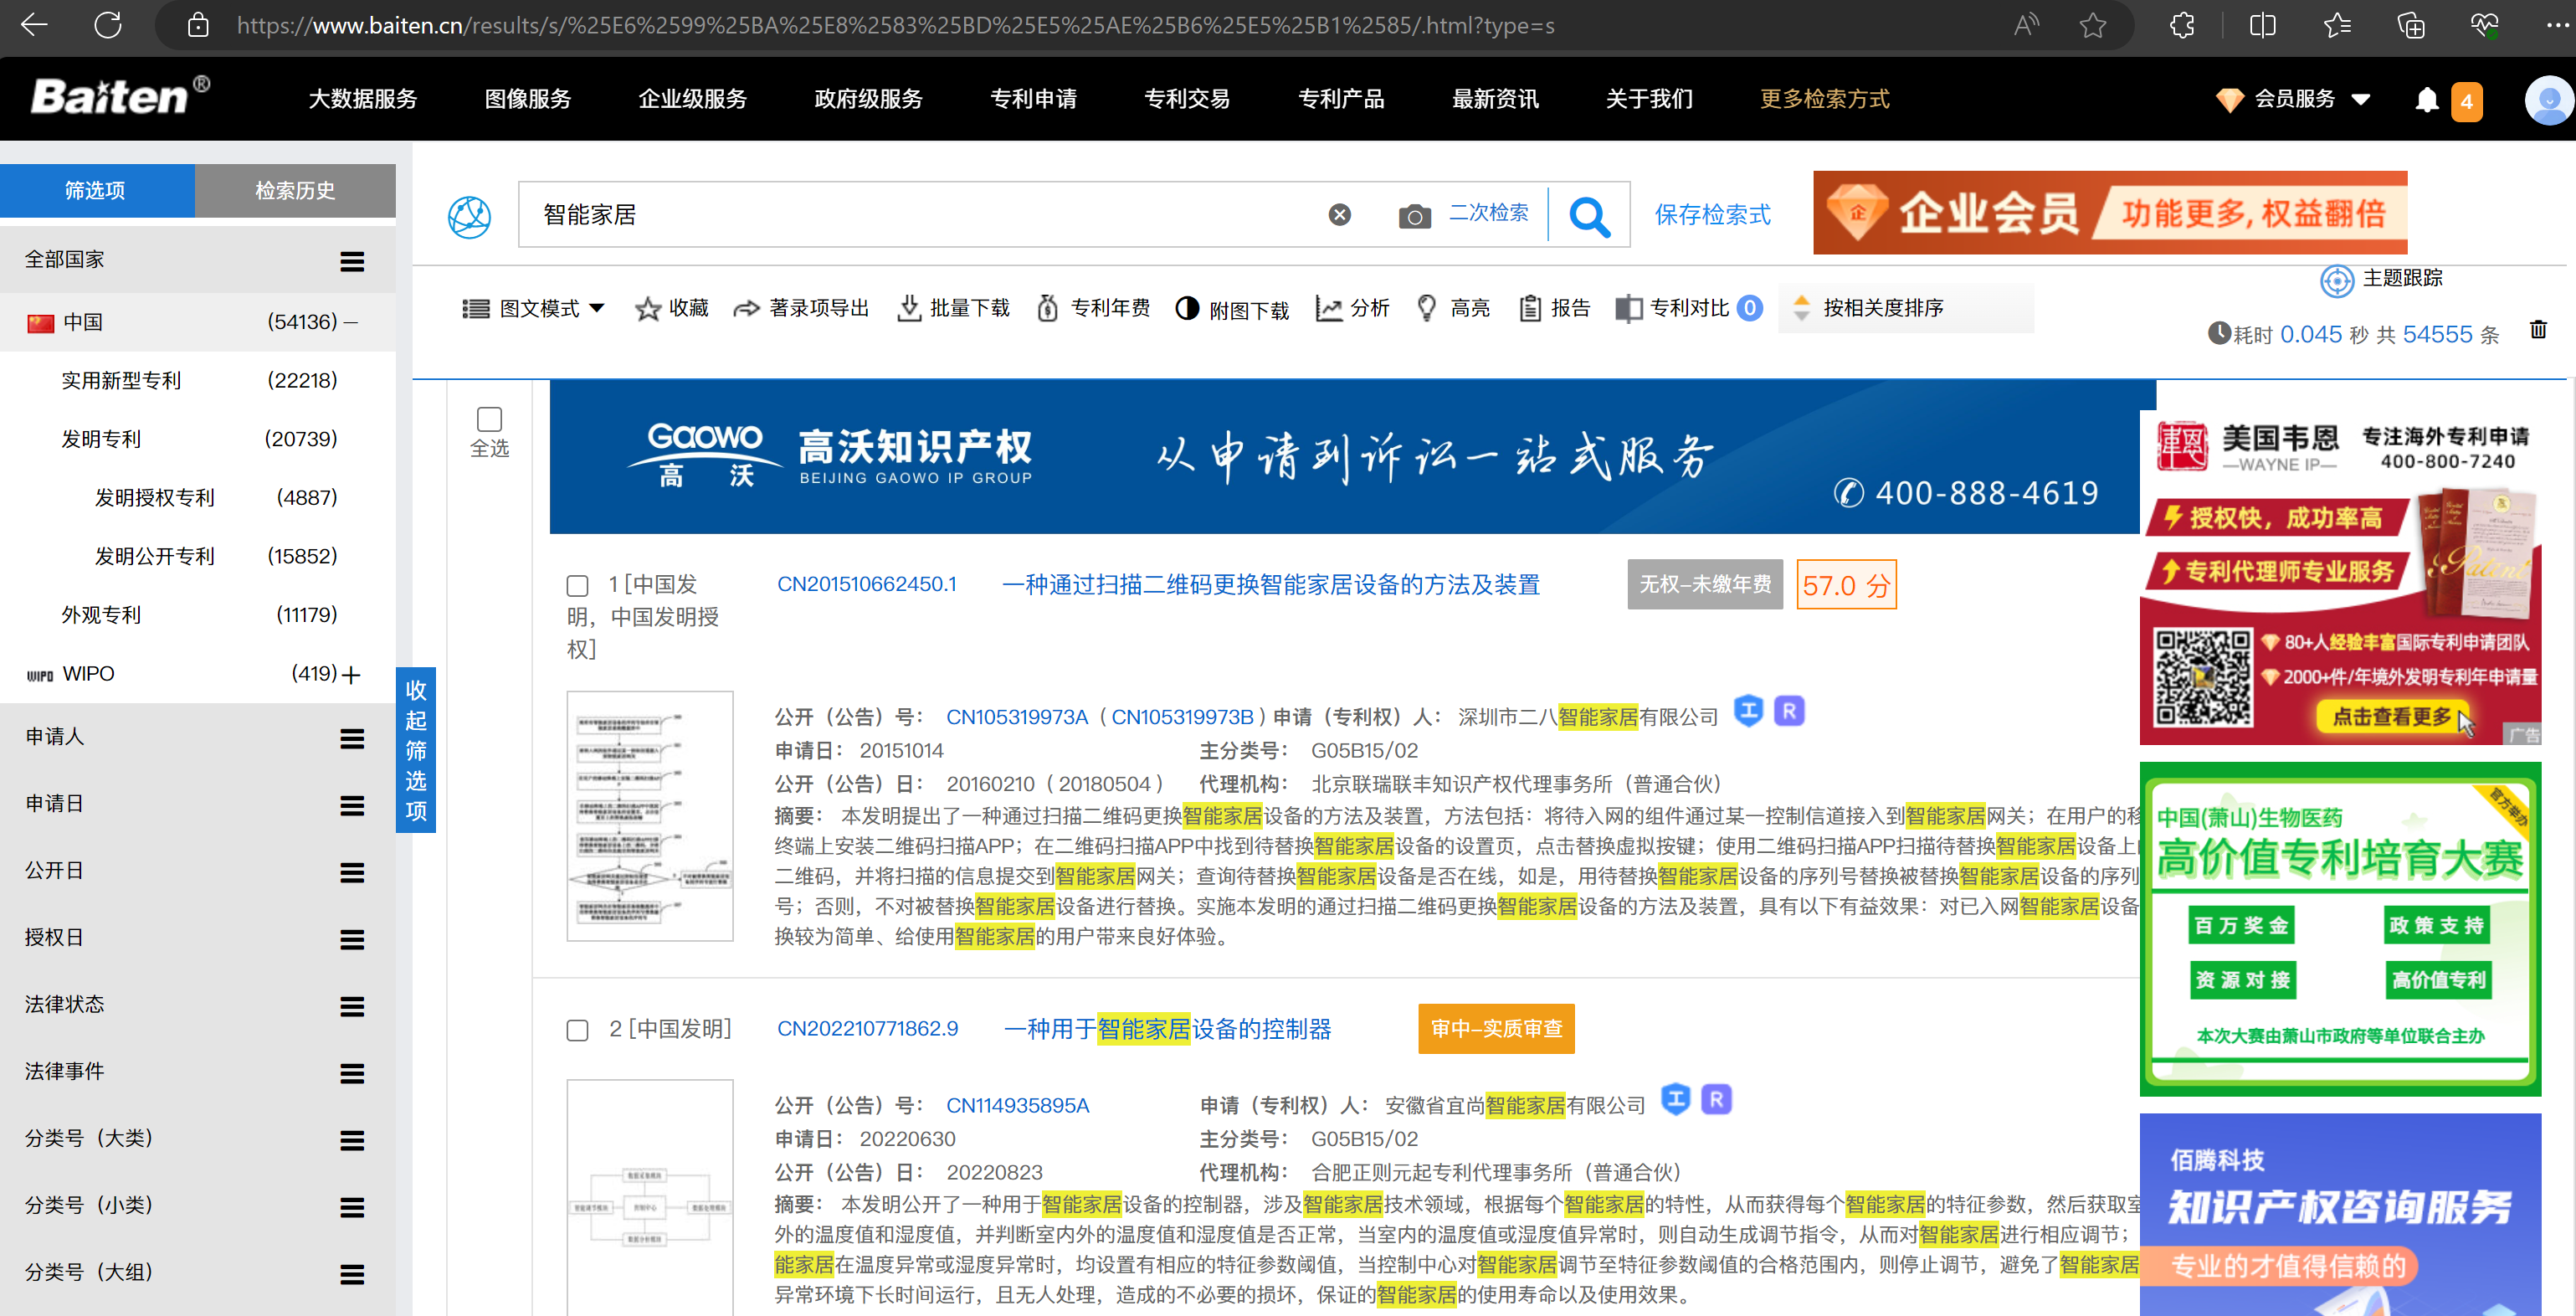 https://www.baiten.cn/results/s/%25E6%2599%25BA%25E8%2583%25BD%25E5%25AE%25B6%25E5%25B1%2585/.html?type=s
Baiten®
大数据服务 图像服务 企业级服务 政府级服务 专利申请 专利交易 专利产品 最新资讯 关于我们 更多检索方式 会员服务 4
筛选项 检索历史
全部国家
中国 (54136)
实用新型专利 (22218)
发明专利 (20739)
发明授权专利 (4887)
发明公开专利 (15852)
外观专利 (11179)
WIPO WIPO (419)
申请人
申请日
公开日
授权日
法律状态
法律事件
分类号（大类）
分类号（小类）
分类号（大组）
收起筛选项
智能家居 二次检索 保存检索式
企 企业会员 功能更多,权益翻倍
图文模式 收藏 著录项导出 批量下载 专利年费 附图下载 分析 高亮 报告 专利对比 0 按相关度排序
主题跟踪
耗时 0.045 秒 共 54555 条
全选
Gaowo 高沃 高沃知识产权 BEIJING GAOWO IP GROUP 从申请到诉讼一站式服务
400-888-4619
1 [中国发明，中国发明授权] CN201510662450.1 一种通过扫描二维码更换智能家居设备的方法及装置 无权-未缴年费 57.0 分
公开（公告）号： CN105319973A ( CN105319973B ) 申请（专利权）人： 深圳市二八智能家居有限公司 工 R
申请日： 20151014 主分类号： G05B15/02
公开（公告）日： 20160210 ( 20180504 ) 代理机构： 北京联瑞联丰知识产权代理事务所（普通合伙）
摘要： 本发明提出了一种通过扫描二维码更换智能家居设备的方法及装置，方法包括：将待入网的组件通过某一控制信道接入到智能家居网关；在用户的移
终端上安装二维码扫描APP；在二维码扫描APP中找到待替换智能家居设备的设置页，点击替换虚拟按键；使用二维码扫描APP扫描待替换智能家居设备上
二维码，并将扫描的信息提交到智能家居网关；查询待替换智能家居设备是否在线，如是，用待替换智能家居设备的序列号替换被替换智能家居设备的序列
号；否则，不对被替换智能家居设备进行替换。实施本发明的通过扫描二维码更换智能家居设备的方法及装置，具有以下有益效果：对已入网智能家居设备
换较为简单、给使用智能家居的用户带来良好体验。
2 [中国发明] CN202210771862.9 一种用于智能家居设备的控制器 审中-实质审查
公开（公告）号： CN114935895A 申请（专利权）人： 安徽省宜尚智能家居有限公司 工 R
申请日： 20220630 主分类号： G05B15/02
公开（公告）日： 20220823 代理机构： 合肥正则元起专利代理事务所（普通合伙）
摘要： 本发明公开了一种用于智能家居设备的控制器，涉及智能家居技术领域，根据每个智能家居的特性，从而获得每个智能家居的特征参数，然后获取室
外的温度值和湿度值，并判断室内外的温度值和湿度值是否正常，当室内的温度值或湿度值异常时，则自动生成调节指令，从而对智能家居进行相应调节；
能家居在温度异常或湿度异常时，均设置有相应的特征参数阈值，当控制中心对智能家居调节至特征参数阈值的合格范围内，则停止调节，避免了智能家居
异常环境下长时间运行，且无人处理，造成的不必要的损坏，保证的智能家居的使用寿命以及使用效果。
美国韦恩 WAYNE IP 专注海外专利申请 400-800-7240
授权快，成功率高
专利代理师专业服务
Patent
80+人经验丰富国际专利申请团队
2000+件/年境外发明专利年申请量
点击查看更多
广告
官方举办
中国(萧山)生物医药
高价值专利培育大赛
百万奖金 政策支持
资源对接 高价值专利
本次大赛由萧山市政府等单位联合主办
佰腾科技
知识产权咨询服务
专业的才值得信赖的